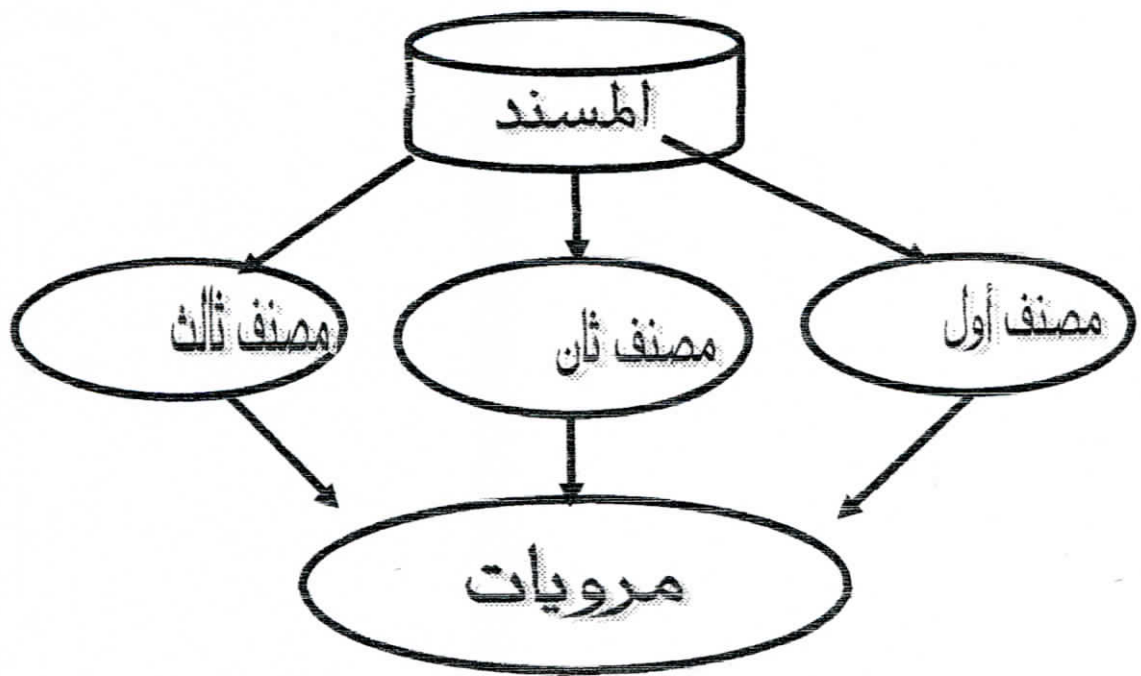 المسند
مصنف أول
مصنف ثان
مصنف ثالث
مرويات